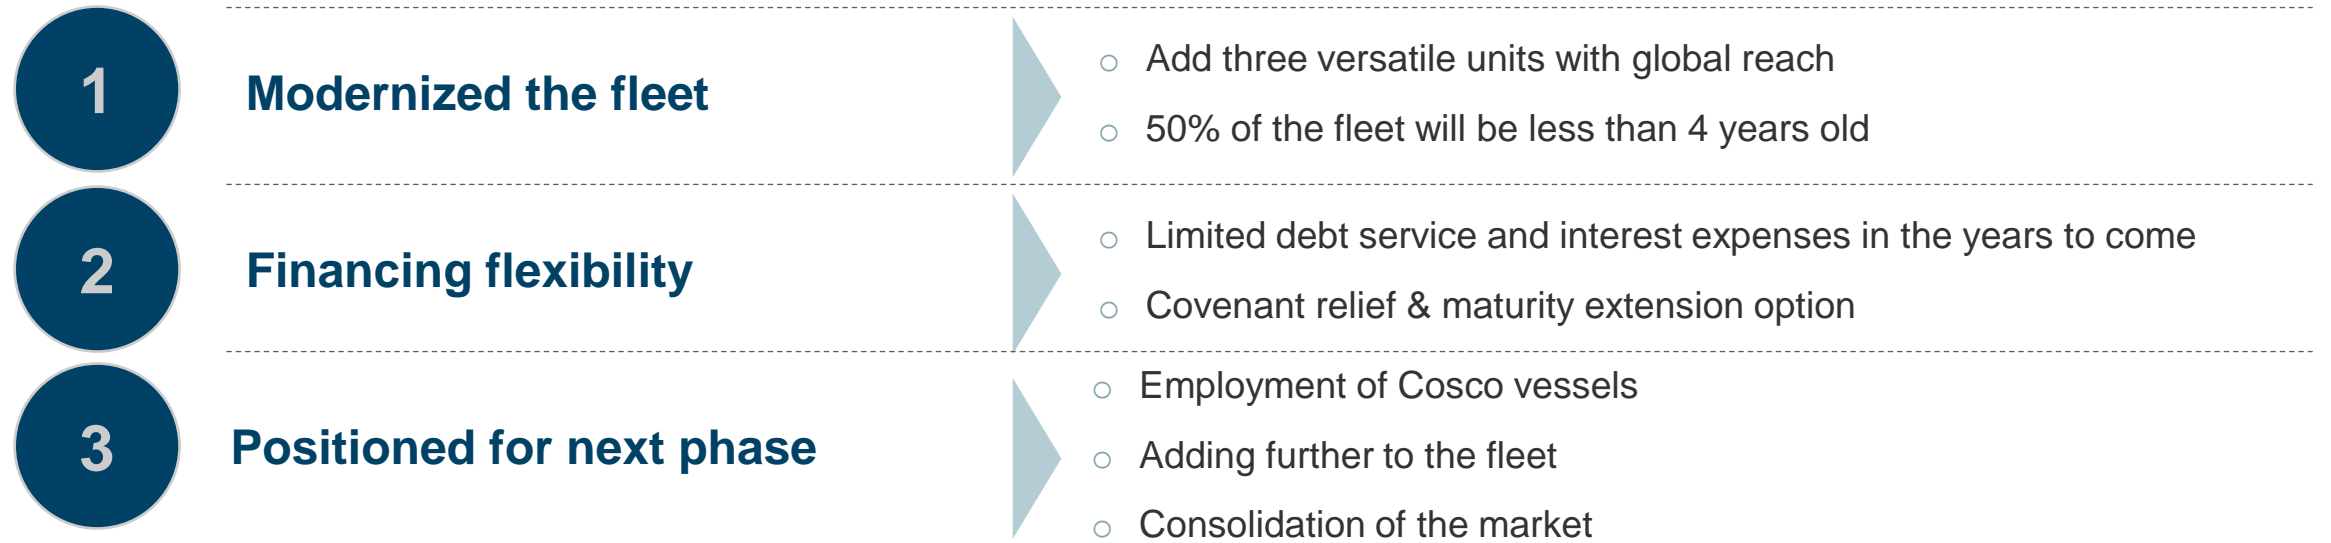 1
Modernized the fleet
○ Add three versatile units with global reach
○ 50% of the fleet will be less than 4 years old
2
Financing flexibility
○ Limited debt service and interest expenses in the years to come
○ Covenant relief & maturity extension option
3
Positioned for next phase
○ Employment of Cosco vessels
○ Adding further to the fleet
○ Consolidation of the market